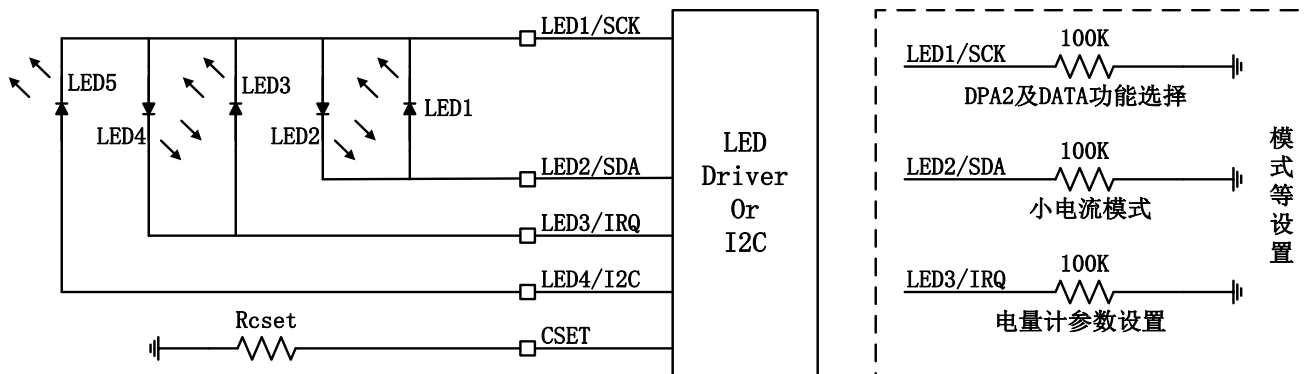 LED1/SCK
LED5
LED3
LED4
LED2
LED1
LED2/SDA
LED3/IRQ
LED4/I2C
Rcset
CSET
LED
Driver
Or
I2C
100K
LED1/SCK
DPA2及DATA功能选择
100K
LED2/SDA
小电流模式
100K
LED3/IRQ
电量计参数设置
模式等设置